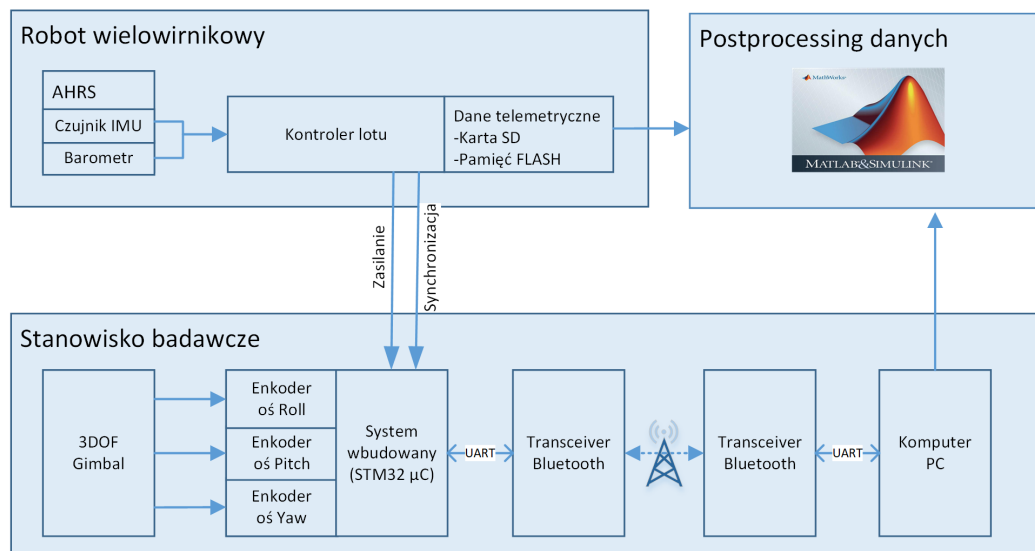 Robot wielowirnikowy
AHRS
Czujnik IMU
Barometr
Kontroler lotu
Dane telemetryczne
-Karta SD
-Pamięć FLASH
Postprocessing danych
MathWorks
MATLAB&SIMULINK
Zasilanie
Synchronizacja
Stanowisko badawcze
3DOF
Gimbal
Enkoder
oś Roll
Enkoder
oś Pitch
Enkoder
oś Yaw
System
wbudowany
(STM32 µC)
UART
Transceiver
Bluetooth
Transceiver
Bluetooth
UART
Komputer
PC